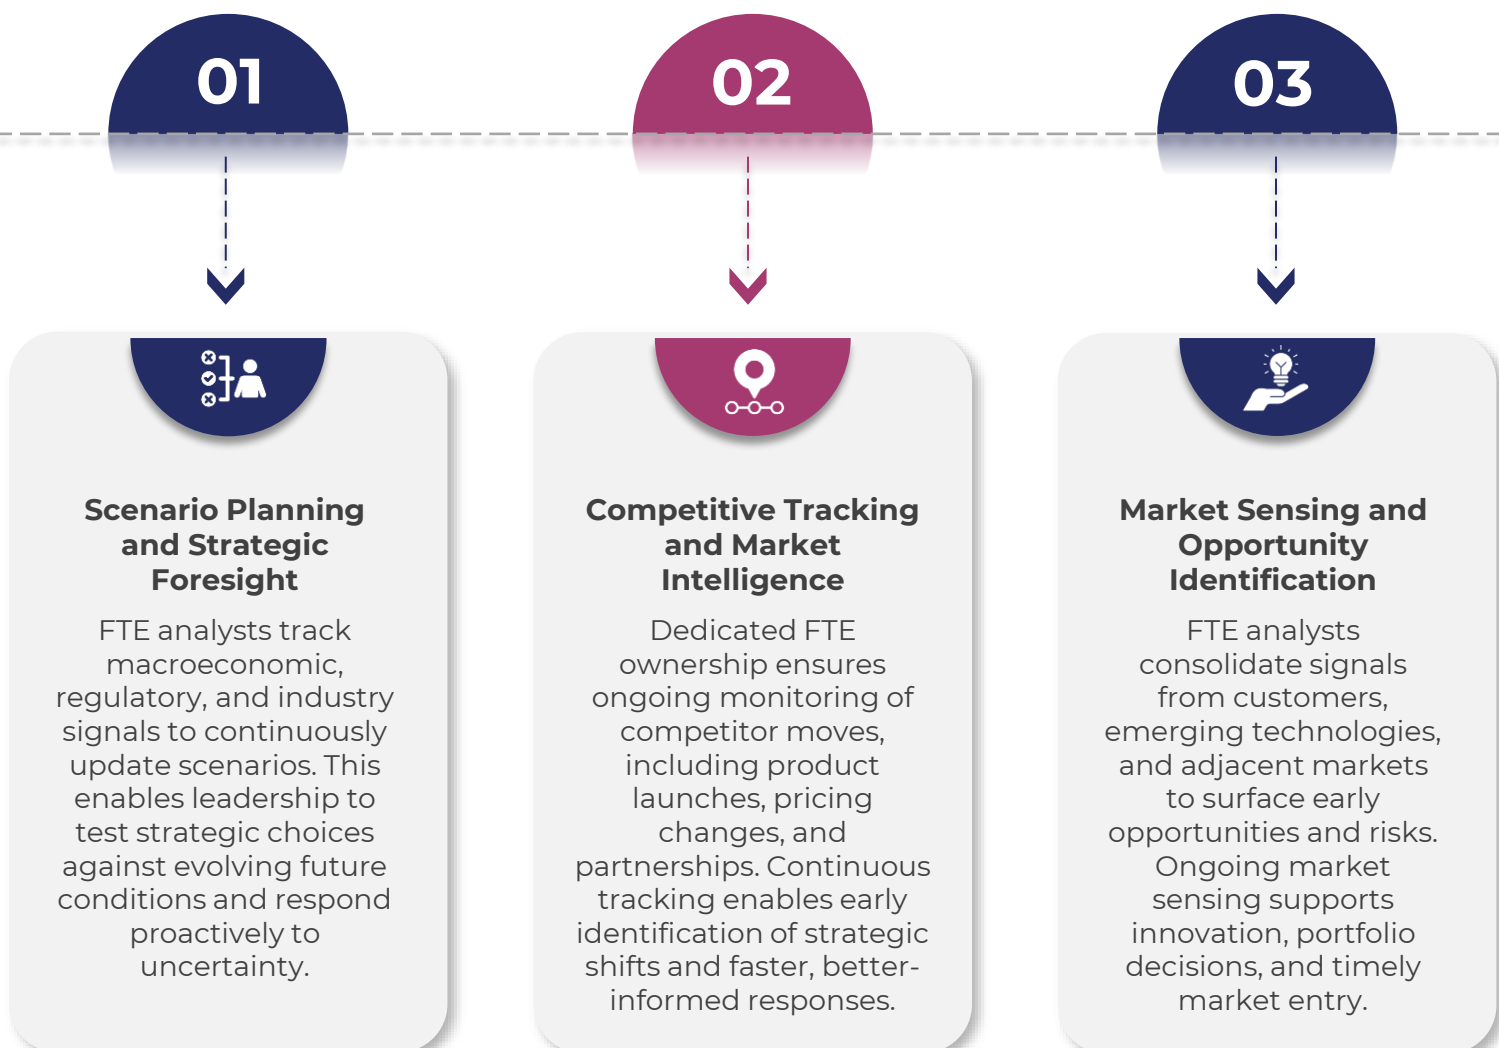 01
02
03
Scenario Planning
and Strategic
Foresight
FTE analysts track
macroeconomic,
regulatory, and industry
signals to continuously
update scenarios. This
enables leadership to
test strategic choices
against evolving future
conditions and respond
proactively to
uncertainty.
Competitive Tracking
and Market
Intelligence
Dedicated FTE
ownership ensures
ongoing monitoring of
competitor moves,
including product
launches, pricing
changes, and
partnerships. Continuous
tracking enables early
identification of strategic
shifts and faster, better-
informed responses.
Market Sensing and
Opportunity
Identification
FTE analysts
consolidate signals
from customers,
emerging technologies,
and adjacent markets
to surface early
opportunities and risks.
Ongoing market
sensing supports
innovation, portfolio
decisions, and timely
market entry.